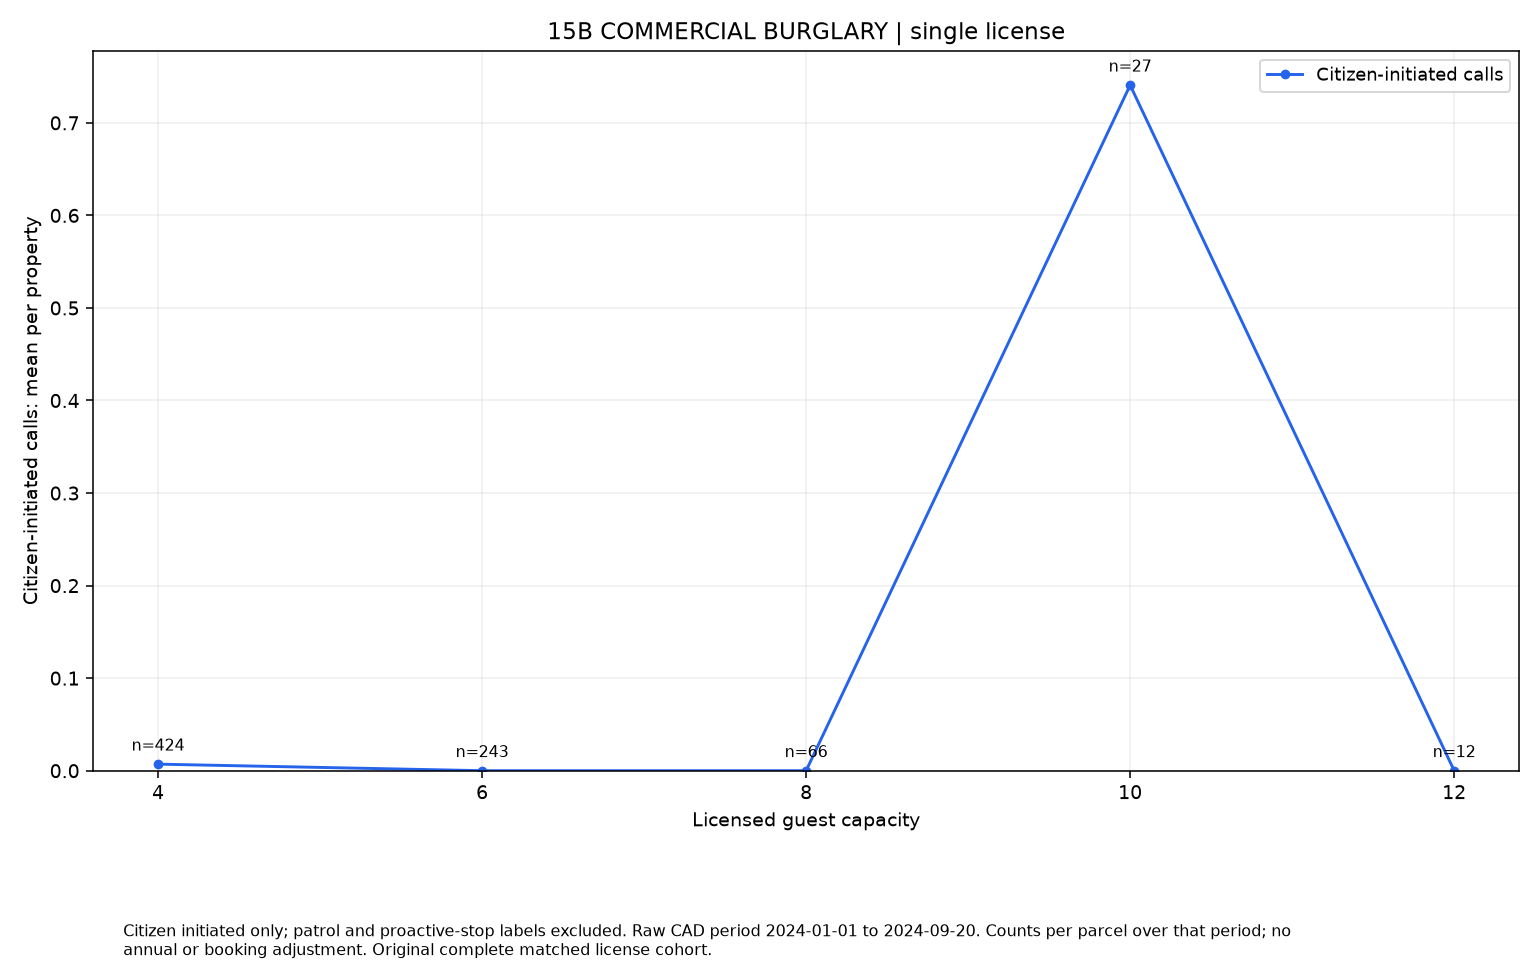 15B COMMERCIAL BURGLARY | single license
n=27
Citizen-initiated calls
0.7
0.6
0.5
0.4
0.3
0.2
0.1
0.0
Citizen-initiated calls: mean per property
n=424
n=243
n=66
n=12
4 6 8 10 12
Licensed guest capacity
Citizen initiated only; patrol and proactive-stop labels excluded. Raw CAD period 2024-01-01 to 2024-09-20. Counts per parcel over that period; no
annual or booking adjustment. Original complete matched license cohort.